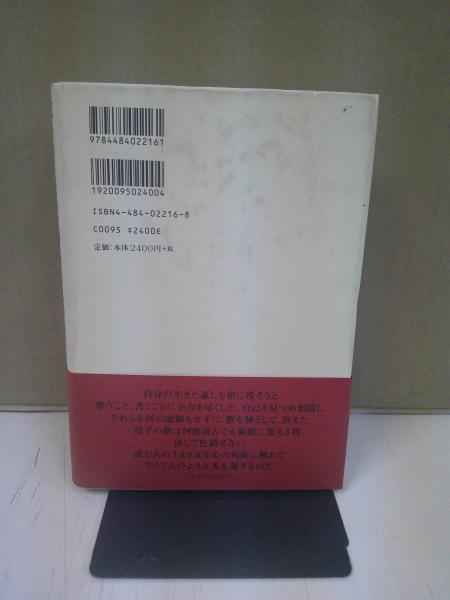 9784484022161
1920095024004
ISBN4-484-02216-8
C0095 ¥2400E
定価:本体2400円+税
自分の生きた証しを世に残そうと、
歌うこと、書くことに全力を尽くした。自己を見つめ煩悶し
それらを何の虚飾もせずに、歌を神として、訴えた。
子の歌は何度読んでも新鮮に思える程、
決して色褪せない。
読む人のさまざまな心の角度に触れて
プリズムのような光を発するのだ。